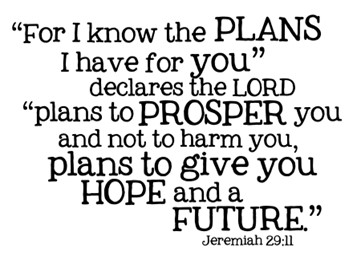 “For I know the PLANS
I have for you”
declares the LORD
“plans to PROSPER you
and not to harm you,
plans to give you
HOPE and a
FUTURE.”
Jeremiah 29:11